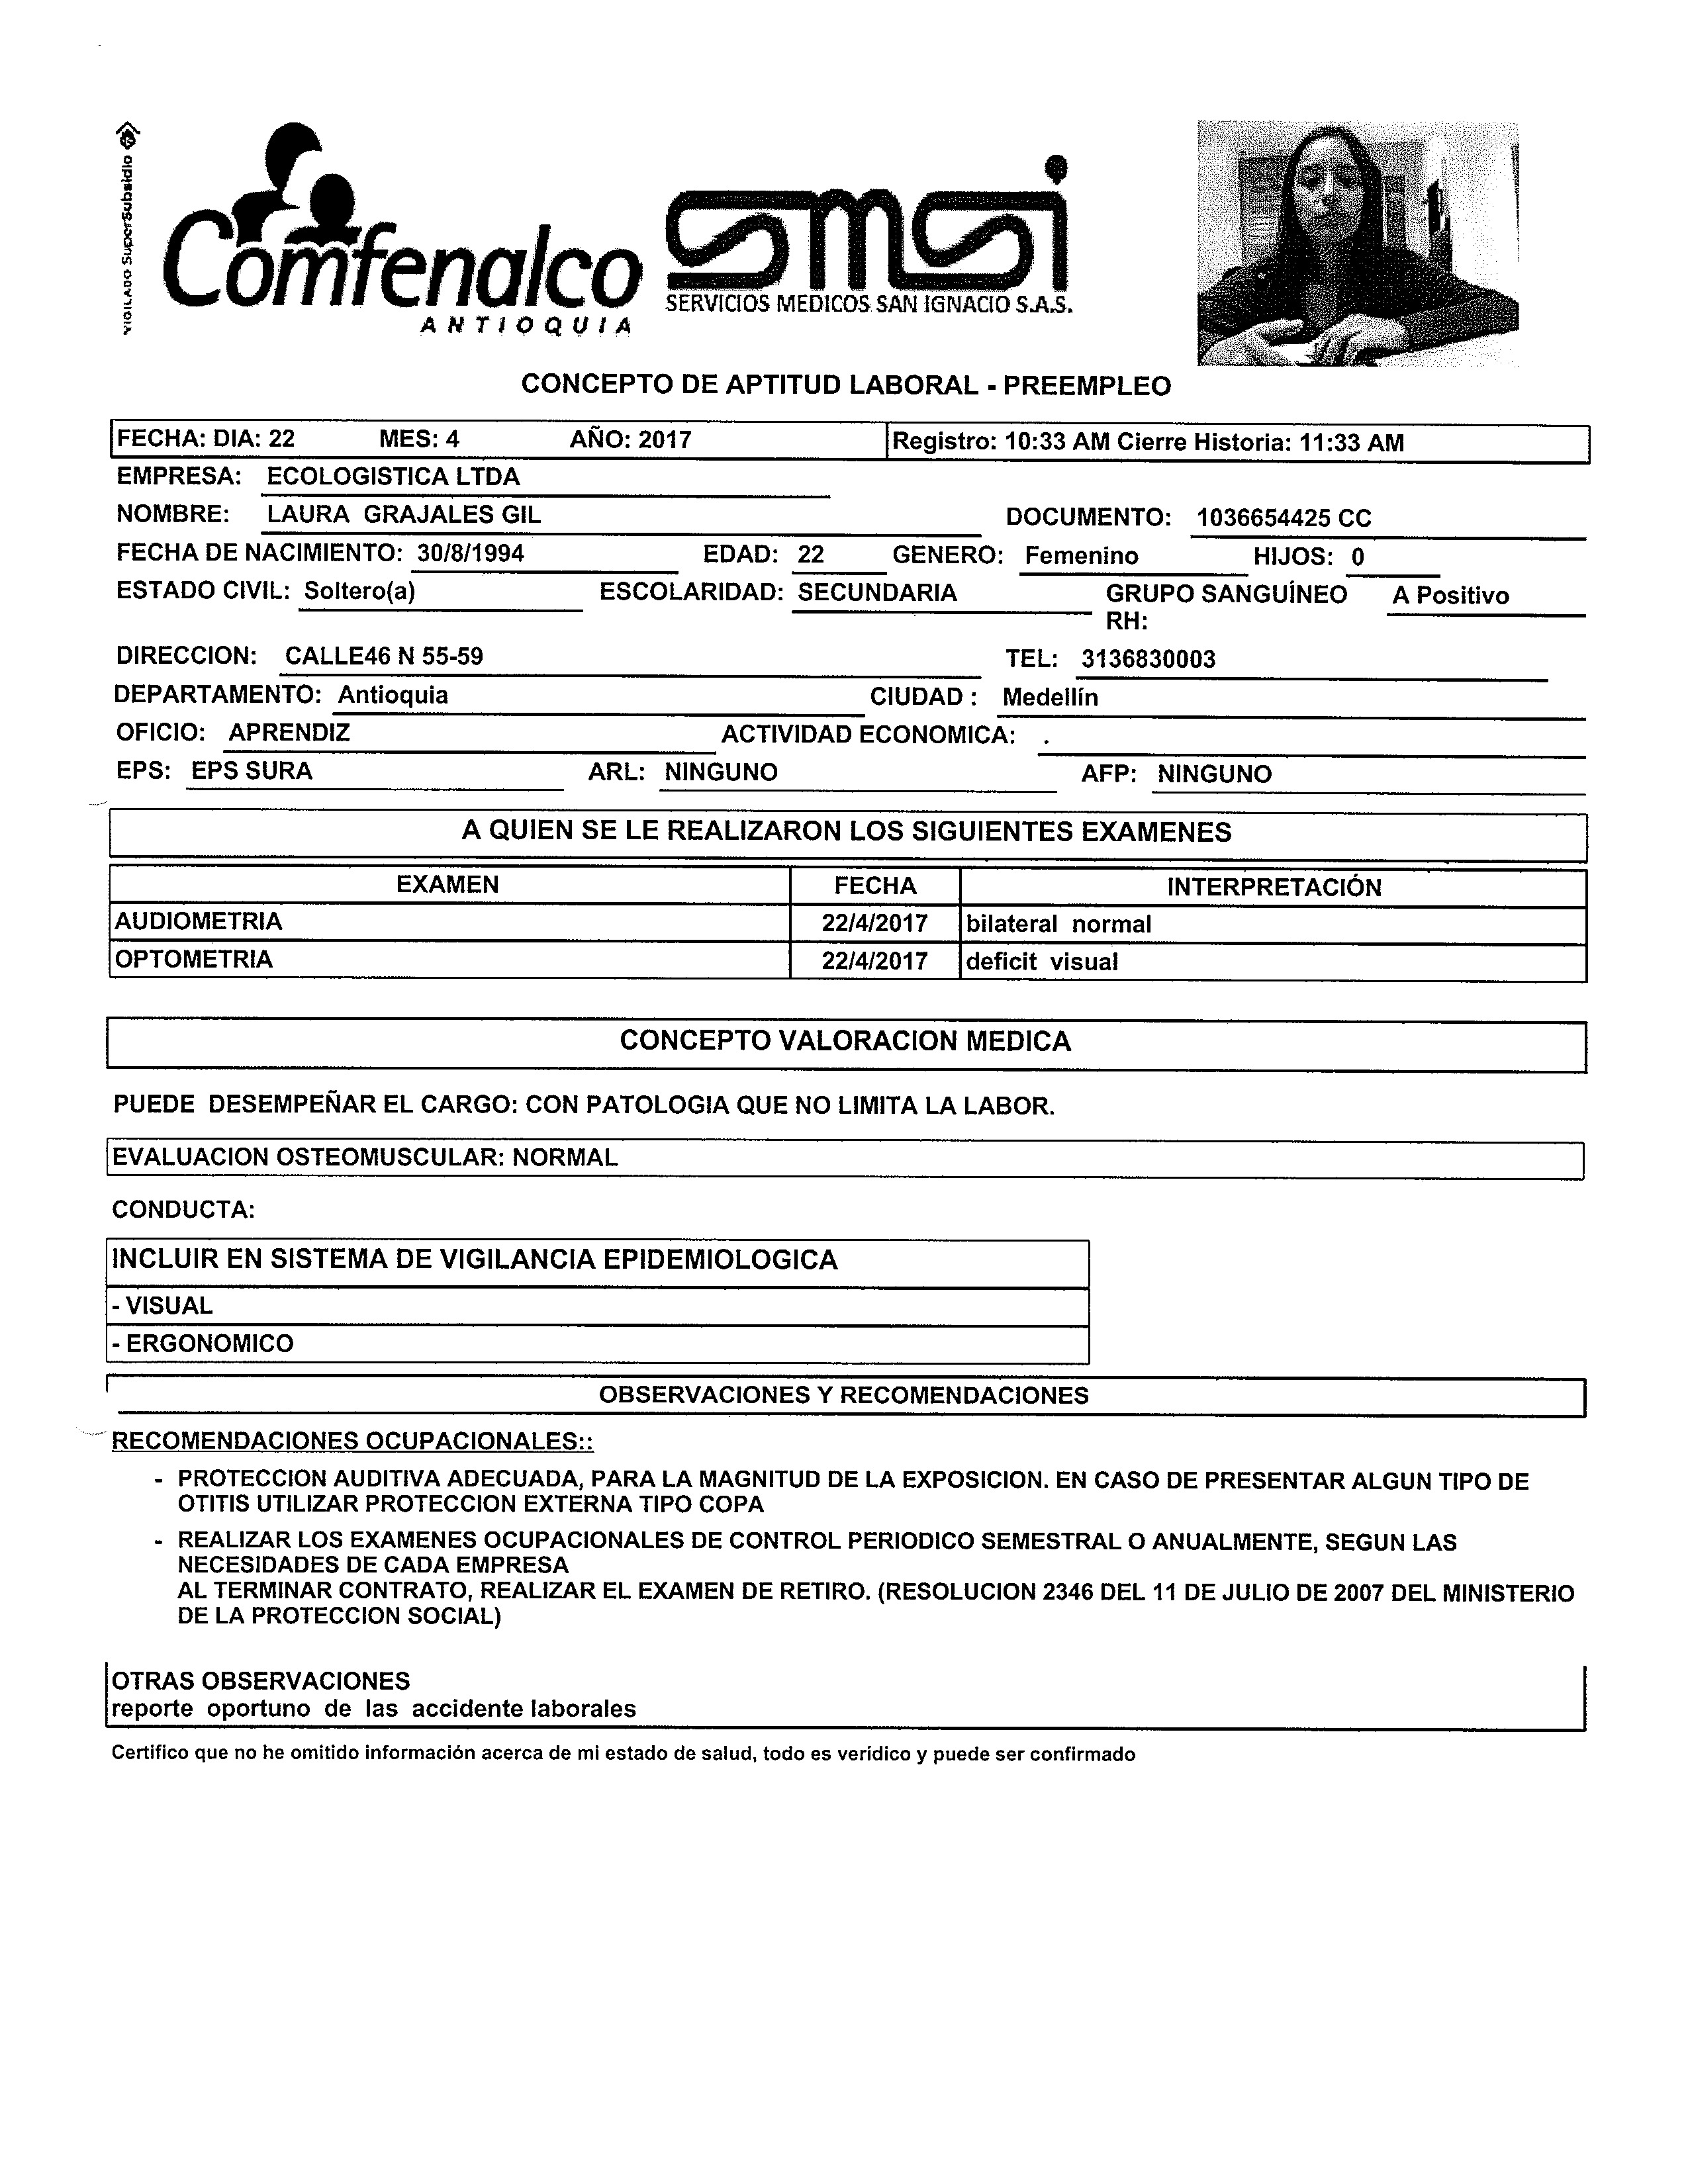 VIGILADO SuperSubsidio
Comfenalco
ANTIOQUIA
smsi
SERVICIOS MEDICOS SAN IGNACIO S.A.S.
CONCEPTO DE APTITUD LABORAL - PREEMPLEO
FECHA: DIA: 22 MES: 4 AÑO: 2017 Registro: 10:33 AM Cierre Historia: 11:33 AM
EMPRESA: ECOLOGISTICA LTDA
NOMBRE: LAURA GRAJALES GIL DOCUMENTO: 1036654425 CC
FECHA DE NACIMIENTO: 30/8/1994 EDAD: 22 GENERO: Femenino HIJOS: 0
ESTADO CIVIL: Soltero(a) ESCOLARIDAD: SECUNDARIA GRUPO SANGUÍNEO A Positivo
RH:
DIRECCION: CALLE46 N 55-59 TEL: 3136830003
DEPARTAMENTO: Antioquia CIUDAD : Medellín
OFICIO: APRENDIZ ACTIVIDAD ECONOMICA: .
EPS: EPS SURA ARL: NINGUNO AFP: NINGUNO
A QUIEN SE LE REALIZARON LOS SIGUIENTES EXAMENES
EXAMEN FECHA INTERPRETACIÓN
AUDIOMETRIA 22/4/2017 bilateral normal
OPTOMETRIA 22/4/2017 deficit visual
CONCEPTO VALORACION MEDICA
PUEDE DESEMPEÑAR EL CARGO: CON PATOLOGIA QUE NO LIMITA LA LABOR.
EVALUACION OSTEOMUSCULAR: NORMAL
CONDUCTA:
INCLUIR EN SISTEMA DE VIGILANCIA EPIDEMIOLOGICA
- VISUAL
- ERGONOMICO
OBSERVACIONES Y RECOMENDACIONES
RECOMENDACIONES OCUPACIONALES::
- PROTECCION AUDITIVA ADECUADA, PARA LA MAGNITUD DE LA EXPOSICION. EN CASO DE PRESENTAR ALGUN TIPO DE
OTITIS UTILIZAR PROTECCION EXTERNA TIPO COPA
- REALIZAR LOS EXAMENES OCUPACIONALES DE CONTROL PERIODICO SEMESTRAL O ANUALMENTE, SEGUN LAS
NECESIDADES DE CADA EMPRESA
AL TERMINAR CONTRATO, REALIZAR EL EXAMEN DE RETIRO. (RESOLUCION 2346 DEL 11 DE JULIO DE 2007 DEL MINISTERIO
DE LA PROTECCION SOCIAL)
OTRAS OBSERVACIONES
reporte oportuno de las accidente laborales
Certifico que no he omitido información acerca de mi estado de salud, todo es verídico y puede ser confirmado